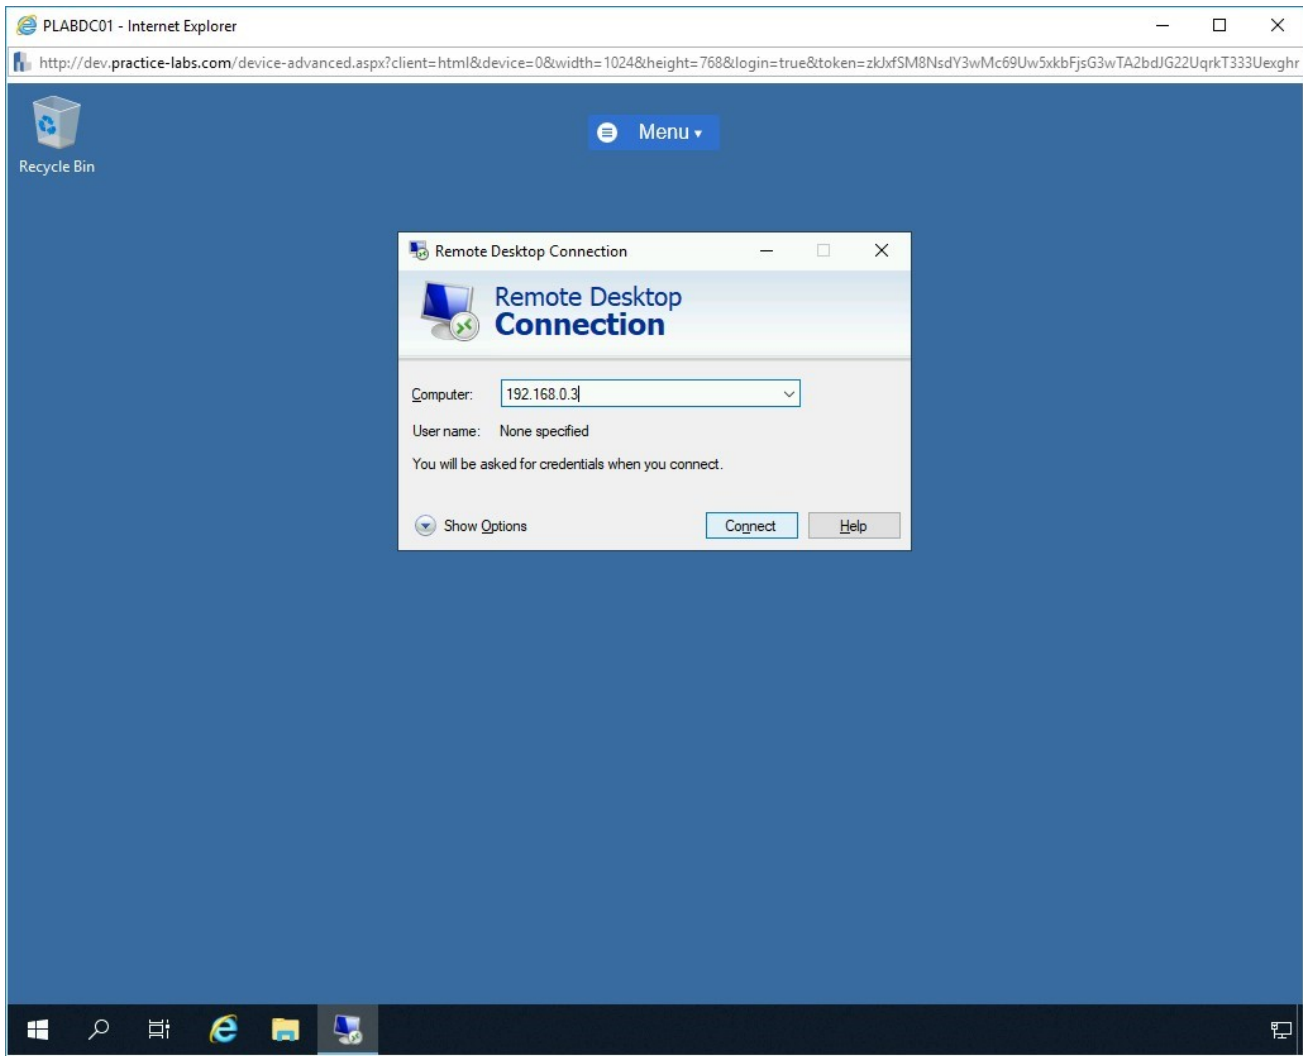 PLABDC01 - Internet Explorer
http://dev.practice-labs.com/device-advanced.aspx?client=html&device=0&width=1024&height=768&login=true&token=zkJxfSM8NsdY3wMc69Uw5xkbFjsG3wTA2bdJG22UqrkT333Uexghr
Menu
Recycle Bin
Remote Desktop Connection
Remote Desktop
Connection
Computer: 192.168.0.3
User name: None specified
You will be asked for credentials when you connect.
Show Options Connect Help